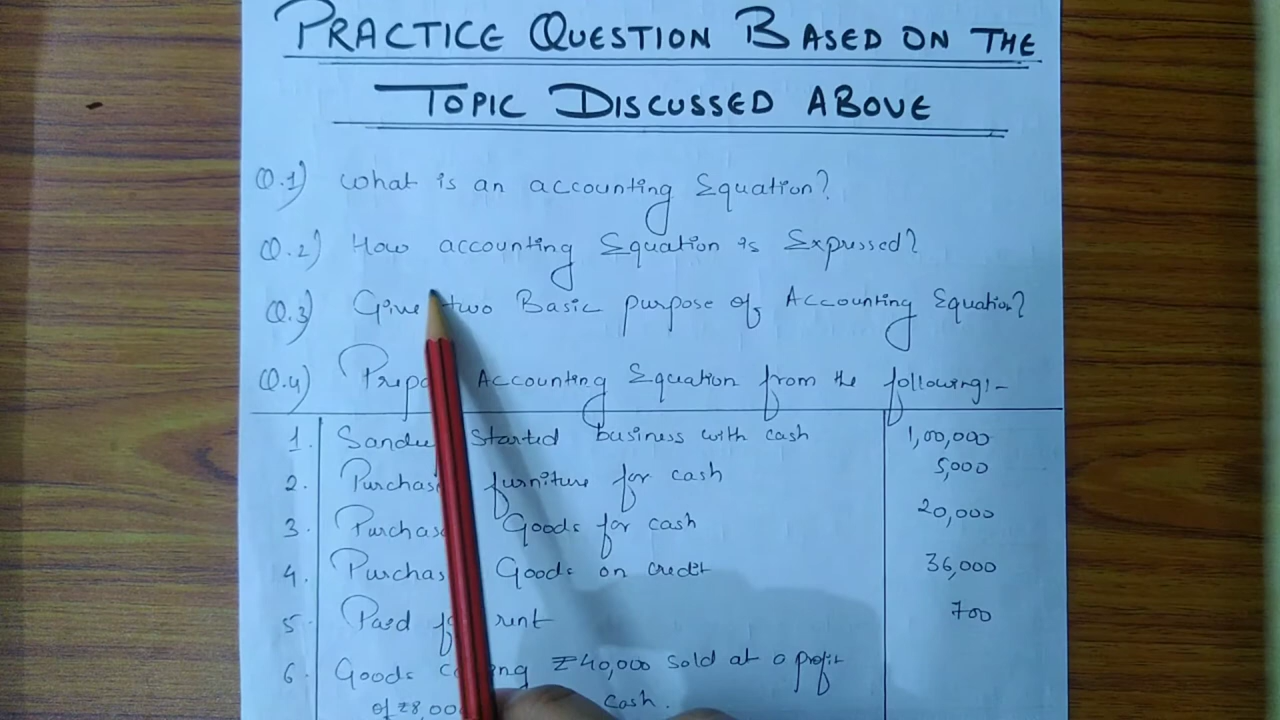 PRACTICE QUESTION BASED ON THE
TOPIC DISCUSSED ABOVE
Q.1) What is an accounting Equation?
Q.2) How accounting Equation is Expressed?
Q.3) Give two Basic purpose of Accounting Equation?
Q.4) Accounting Equation from the following:-
1. started business with cash 1,00,000
2. furniture for cash 5,000
3. Goods for cash 20,000
4. Goods on credit 36,000
5. Paid rent 700
6. Goods ₹40,000 sold at a profit
of cash.